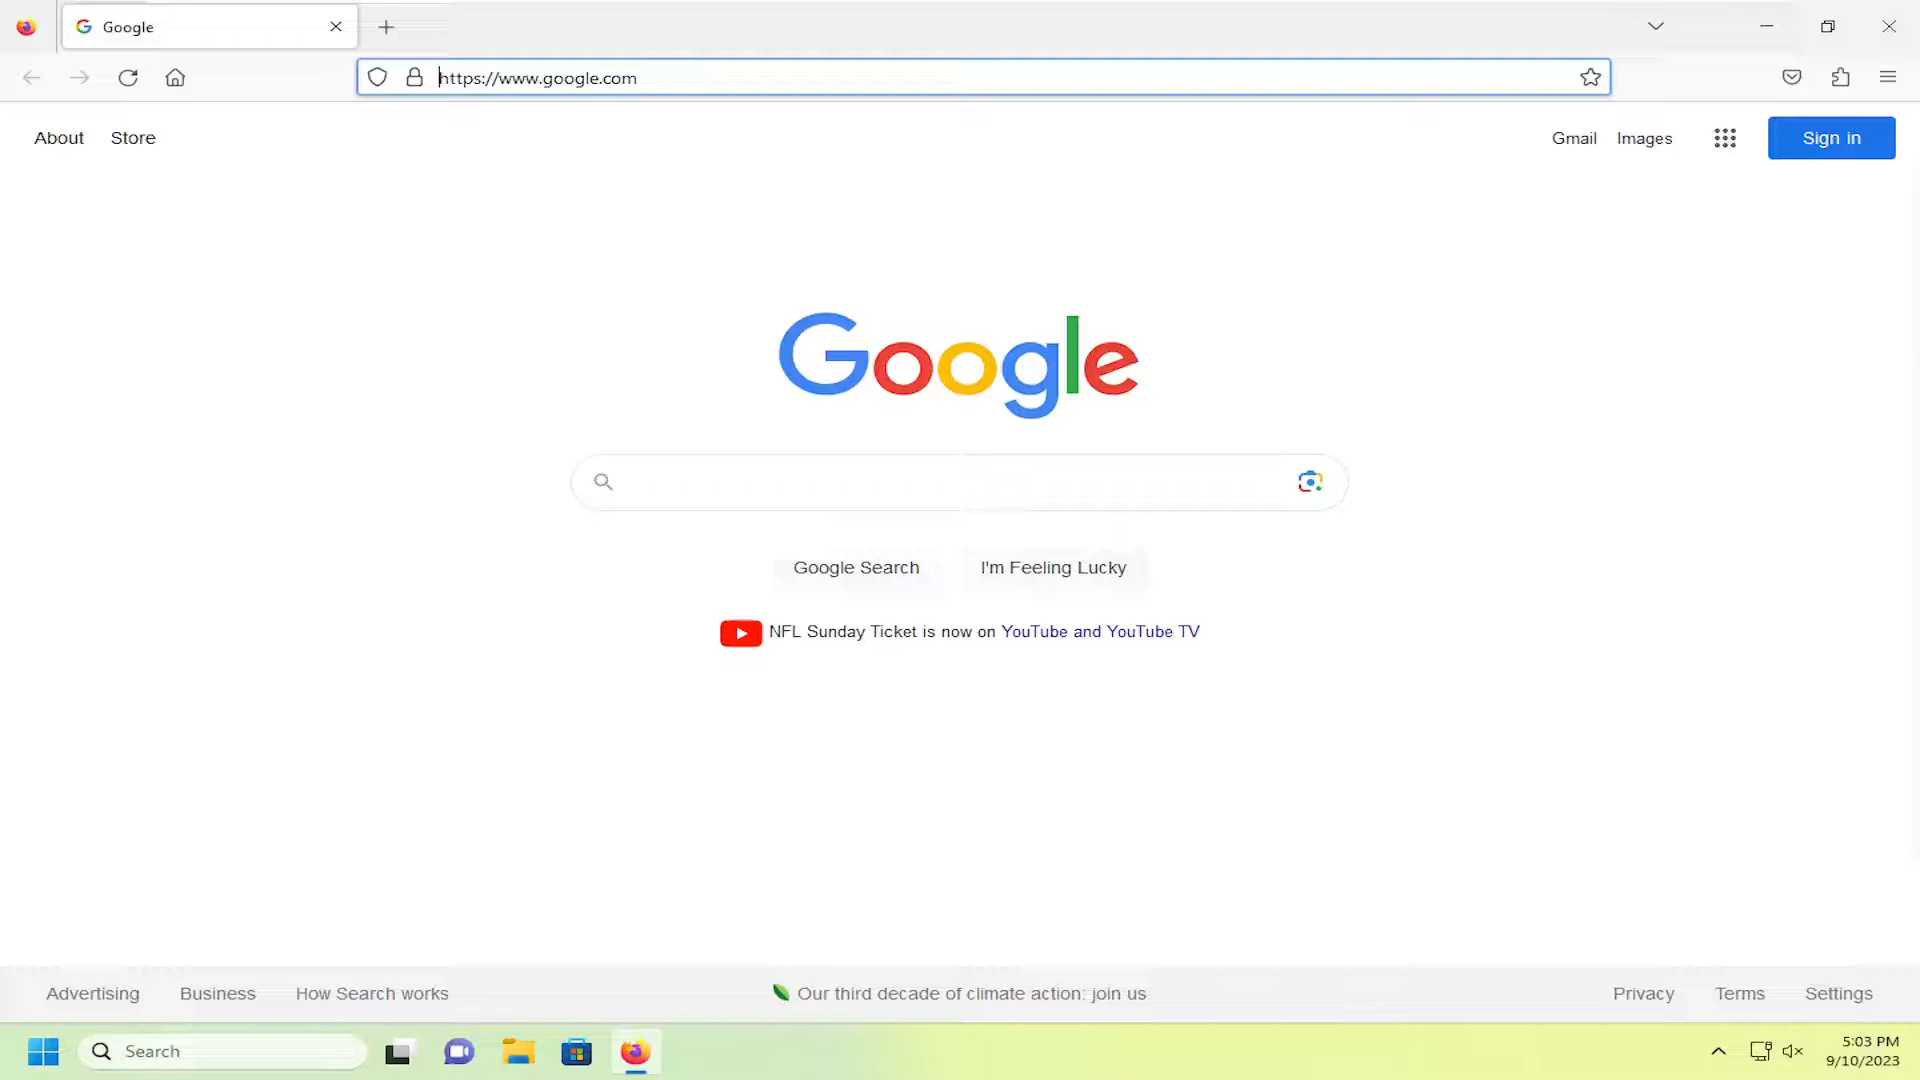 Google
https://www.google.com
About Store Gmail Images Sign in
Google
Google Search I'm Feeling Lucky
NFL Sunday Ticket is now on YouTube and YouTube TV
Advertising Business How Search works Our third decade of climate action: join us Privacy Terms Settings
Search 5:03 PM
9/10/2023